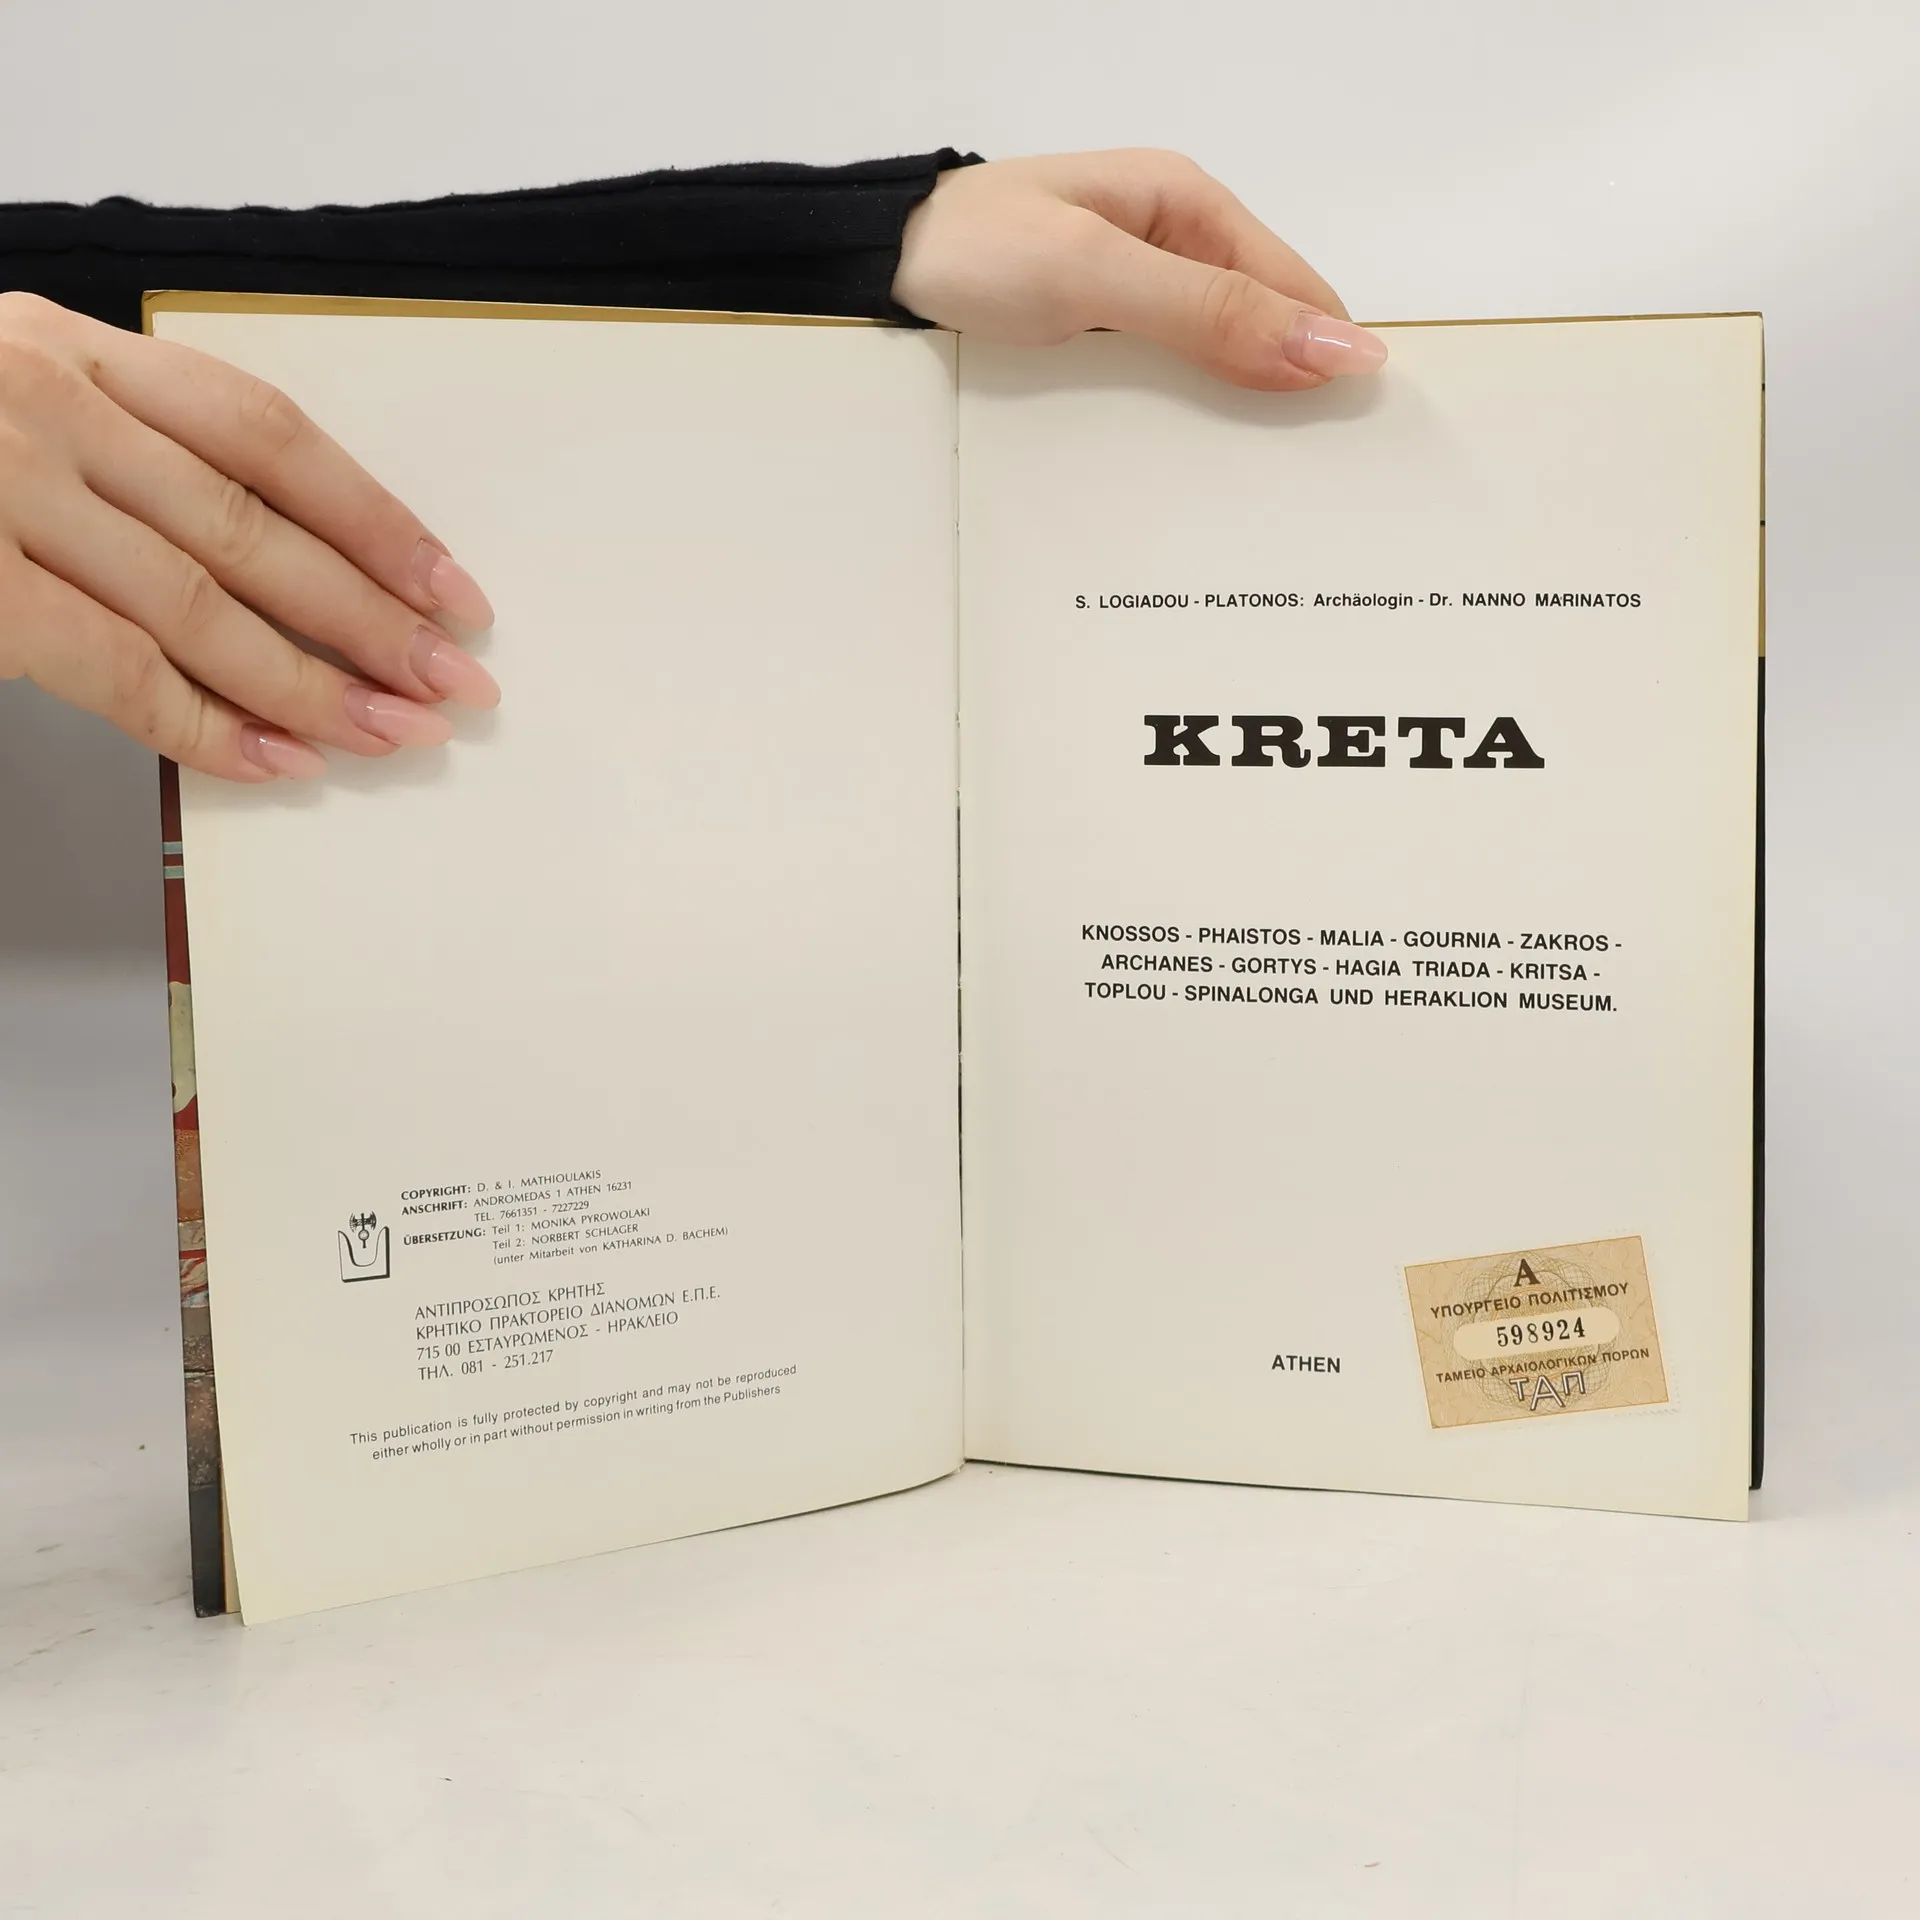 COPYRIGHT: D. & I. MATHIOULAKIS
ANSCHRIFT: ANDROMEDAS 1 ATHEN 16231
TEL. 7661351 - 7227229
ÜBERSETZUNG: Teil 1: MONIKA PYROWOLAKI
Teil 2: NORBERT SCHLAGER
(unter Mitarbeit von KATHARINA D. BACHEM)
ΑΝΤΙΠΡΟΣΩΠΟΣ ΚΡΗΤΗΣ
ΚΡΗΤΙΚΟ ΠΡΑΚΤΟΡΕΙΟ ΔΙΑΝΟΜΩΝ Ε.Π.Ε.
715 00 ΕΣΤΑΥΡΩΜΕΝΟΣ - ΗΡΑΚΛΕΙΟ
ΤΗΛ. 081 - 251.217
This publication is fully protected by copyright and may not be reproduced
either wholly or in part without permission in writing from the Publishers
S. LOGIADOU - PLATONOS: Archäologin - Dr. NANNO MARINATOS
KRETA
KNOSSOS - PHAISTOS - MALIA - GOURNIA - ZAKROS -
ARCHANES - GORTYS - HAGIA TRIADA - KRITSA -
TOPLOU - SPINALONGA UND HERAKLION MUSEUM.
ATHEN
Α
ΥΠΟΥΡΓΕΙΟ ΠΟΛΙΤΙΣΜΟΥ
598924
ΤΑΜΕΙΟ ΑΡΧΑΙΟΛΟΓΙΚΩΝ ΠΟΡΩΝ
ΤΑΠ